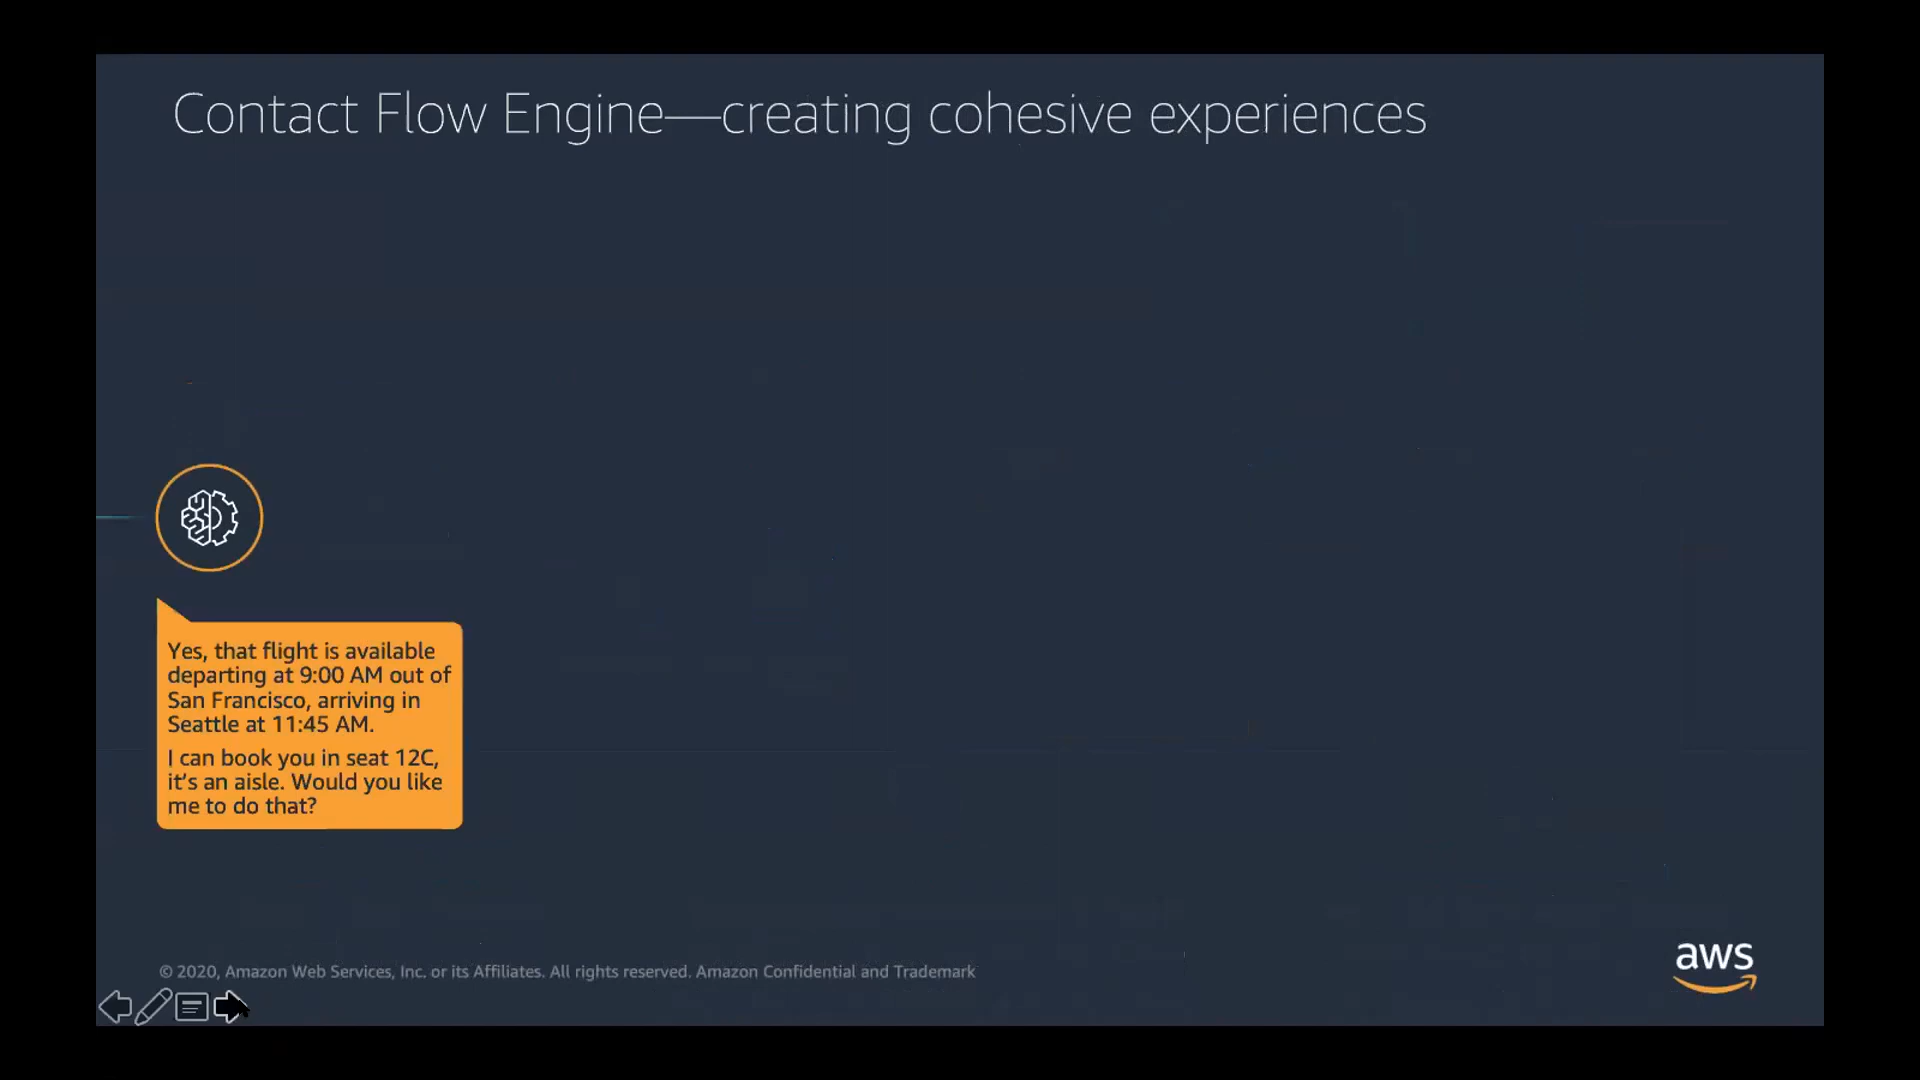 Contact Flow Engine—creating cohesive experiences
Yes, that flight is available
departing at 9:00 AM out of
San Francisco, arriving in
Seattle at 11:45 AM.
I can book you in seat 12C,
it's an aisle. Would you like
me to do that?
© 2020, Amazon Web Services, Inc. or its Affiliates. All rights reserved. Amazon Confidential and Trademark
aws